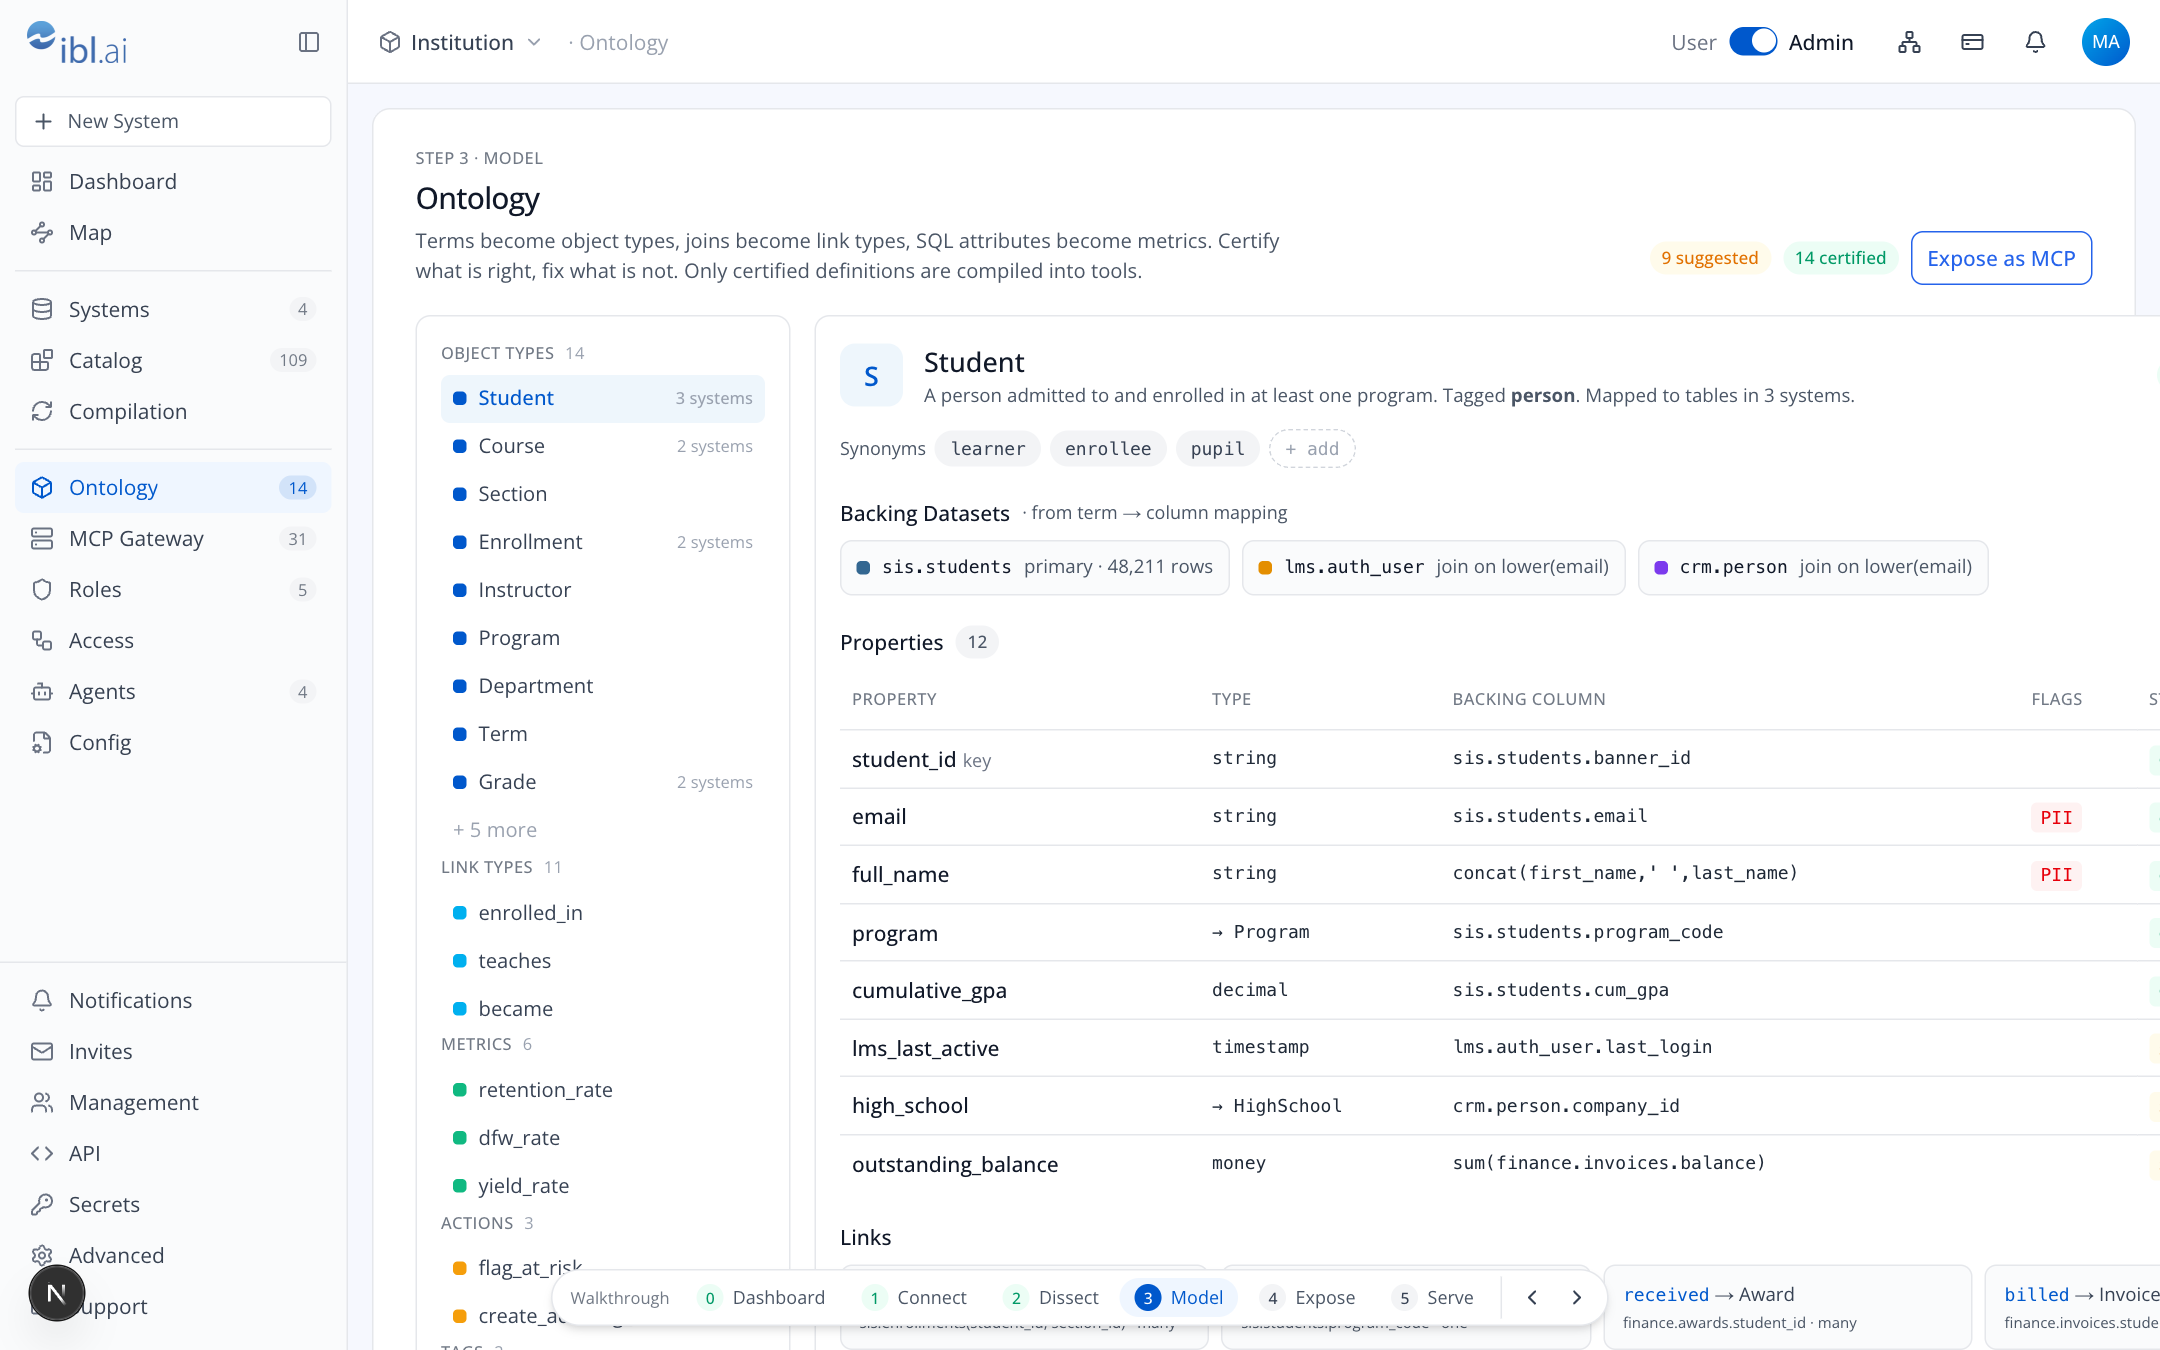 ibl.ai
New System
Dashboard
Map
Systems 4
Catalog 109
Compilation
Ontology 14
MCP Gateway 31
Roles 5
Access
Agents 4
Config
Notifications
Invites
Management
API
Secrets
Advanced
N
upport
Institution · Ontology
User Admin
MA
STEP 3 · MODEL
Ontology
Terms become object types, joins become link types, SQL attributes become metrics. Certify
what is right, fix what is not. Only certified definitions are compiled into tools.
9 suggested 14 certified Expose as MCP
OBJECT TYPES 14
Student 3 systems
Course 2 systems
Section
Enrollment 2 systems
Instructor
Program
Department
Term
Grade 2 systems
+ 5 more
LINK TYPES 11
enrolled_in
teaches
became
METRICS 6
retention_rate
dfw_rate
yield_rate
ACTIONS 3
flag_at_risk
S
Student
A person admitted to and enrolled in at least one program. Tagged person. Mapped to tables in 3 systems.
Synonyms learner enrollee pupil + add
Backing Datasets · from term → column mapping
sis.students primary · 48,211 rows
lms.auth_user join on lower(email)
crm.person join on lower(email)
Properties 12
PROPERTY TYPE BACKING COLUMN FLAGS
student_id key string sis.students.banner_id
email string sis.students.email PII
full_name string concat(first_name,' ',last_name) PII
program → Program sis.students.program_code
cumulative_gpa decimal sis.students.cum_gpa
lms_last_active timestamp lms.auth_user.last_login
high_school → HighSchool crm.person.company_id
outstanding_balance money sum(finance.invoices.balance)
Links
received → Award
finance.awards.student_id · many
billed → Invoice
finance.invoices.stude
Walkthrough 0 Dashboard 1 Connect 2 Dissect 3 Model 4 Expose 5 Serve